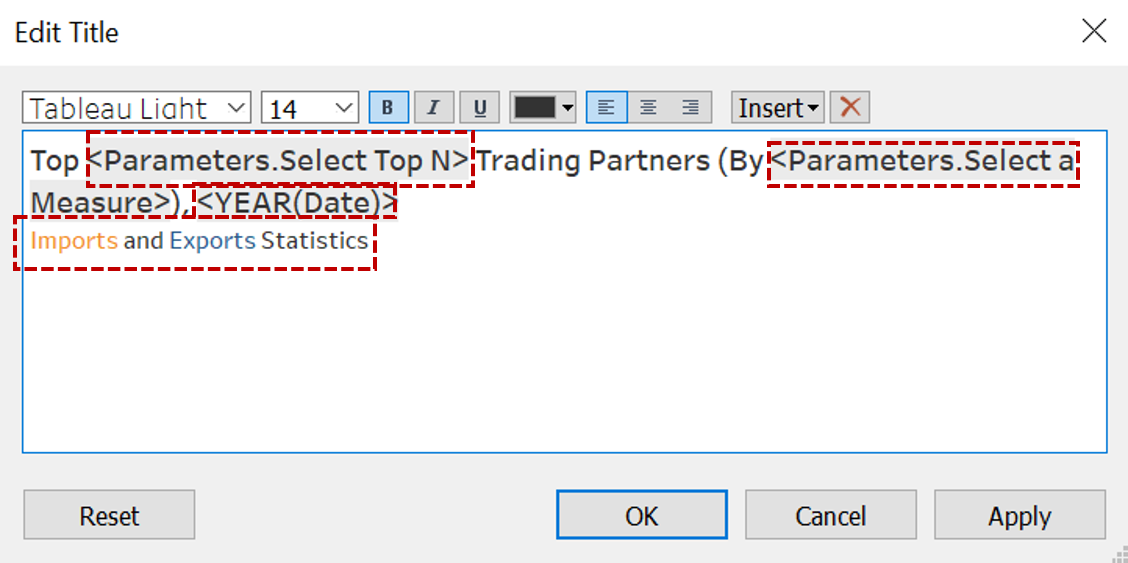 Edit Title
Tableau Light 14 B I U Insert
Top <Parameters.Select Top N> Trading Partners (By <Parameters.Select a
Measure>), <YEAR(Date)>
Imports and Exports Statistics
Reset OK Cancel Apply